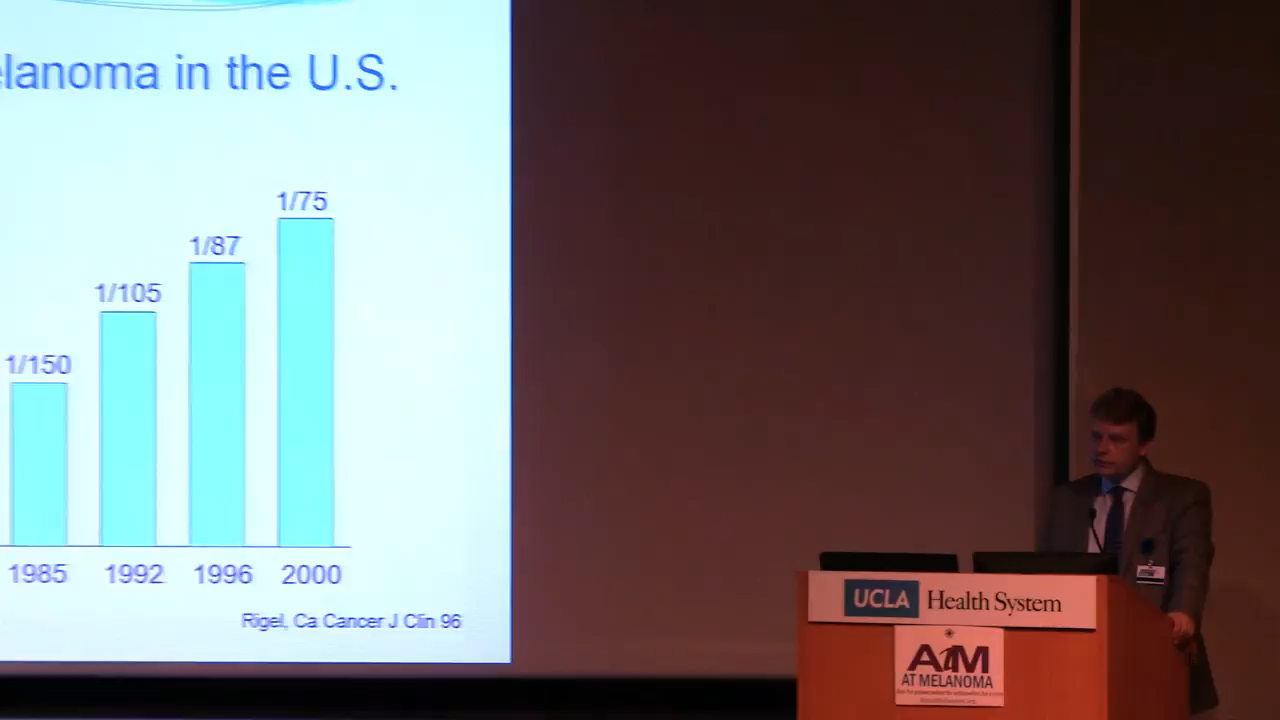 elanoma in the U.S.
1/75
1/87
1/105
1/150
1985 1992 1996 2000
Rigel, Ca Cancer J Clin 96
UCLA Health System
AIM
AT MELANOMA